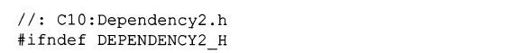 //: C10:Dependency2.h
#ifndef DEPENDENCY2_H